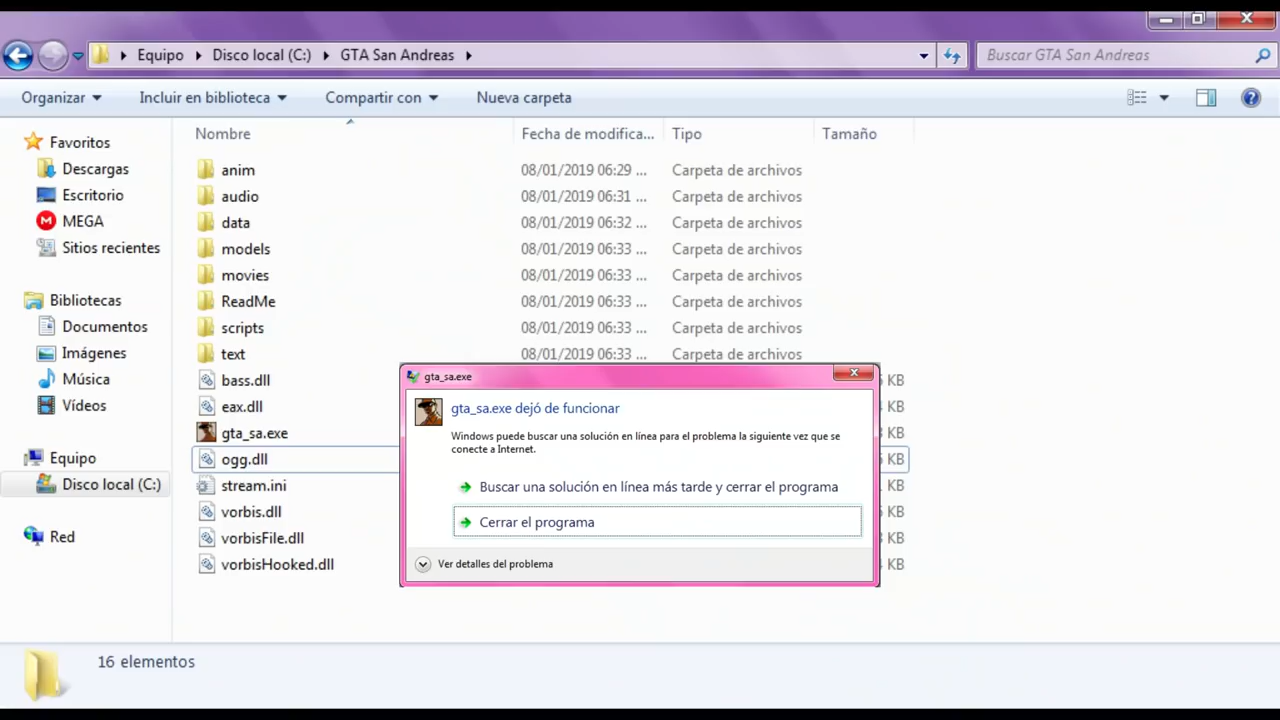 Equipo Disco local (C:) GTA San Andreas Buscar GTA San Andreas
Organizar Incluir en biblioteca Compartir con Nueva carpeta
Nombre Fecha de modifica... Tipo Tamaño
Favoritos
Descargas
Escritorio
MEGA
Sitios recientes
Bibliotecas
Documentos
Imágenes
Música
Vídeos
Equipo
Disco local (C:)
Red
anim 08/01/2019 06:29 ... Carpeta de archivos
audio 08/01/2019 06:31 ... Carpeta de archivos
data 08/01/2019 06:32 ... Carpeta de archivos
models 08/01/2019 06:33 ... Carpeta de archivos
movies 08/01/2019 06:33 ... Carpeta de archivos
ReadMe 08/01/2019 06:33 ... Carpeta de archivos
scripts 08/01/2019 06:33 ... Carpeta de archivos
text 08/01/2019 06:33 ... Carpeta de archivos
bass.dll KB
eax.dll KB
gta_sa.exe KB
ogg.dll KB
stream.ini KB
vorbis.dll KB
vorbisFile.dll KB
vorbisHooked.dll KB
gta_sa.exe
gta_sa.exe dejó de funcionar
Windows puede buscar una solución en línea para el problema la siguiente vez que se
conecte a Internet.
Buscar una solución en línea más tarde y cerrar el programa
Cerrar el programa
Ver detalles del problema
16 elementos